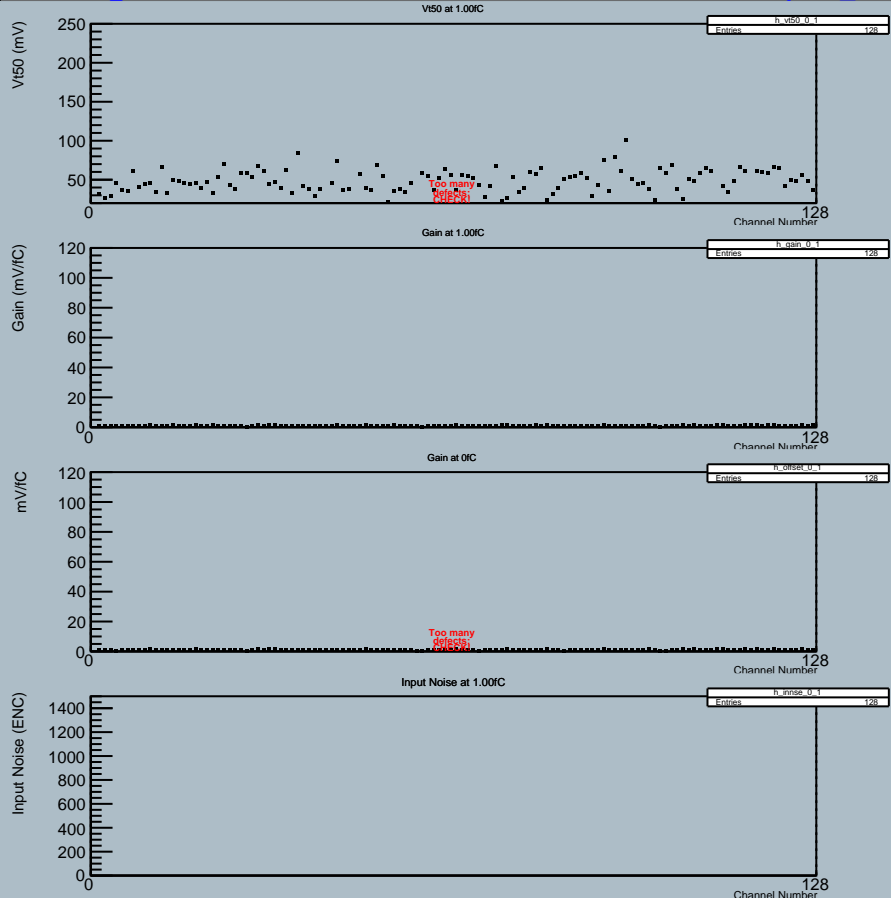 Vt50 at 1.00fC
h_vt50_0_1
Entries 128
Vt50 (mV)
250
200
150
100
50
Too many
defects:
CHECK!
0
128
Channel Number
Gain at 1.00fC
h_gain_0_1
Entries 128
Gain (mV/fC)
120
100
80
60
40
20
0
0
128
Channel Number
Gain at 0fC
h_offset_0_1
Entries 128
mV/fC
120
100
80
60
40
20
Too many
defects:
CHECK!
0
0
128
Channel Number
Input Noise at 1.00fC
h_innse_0_1
Entries 128
Input Noise (ENC)
1400
1200
1000
800
600
400
200
0
0
128
Channel Number